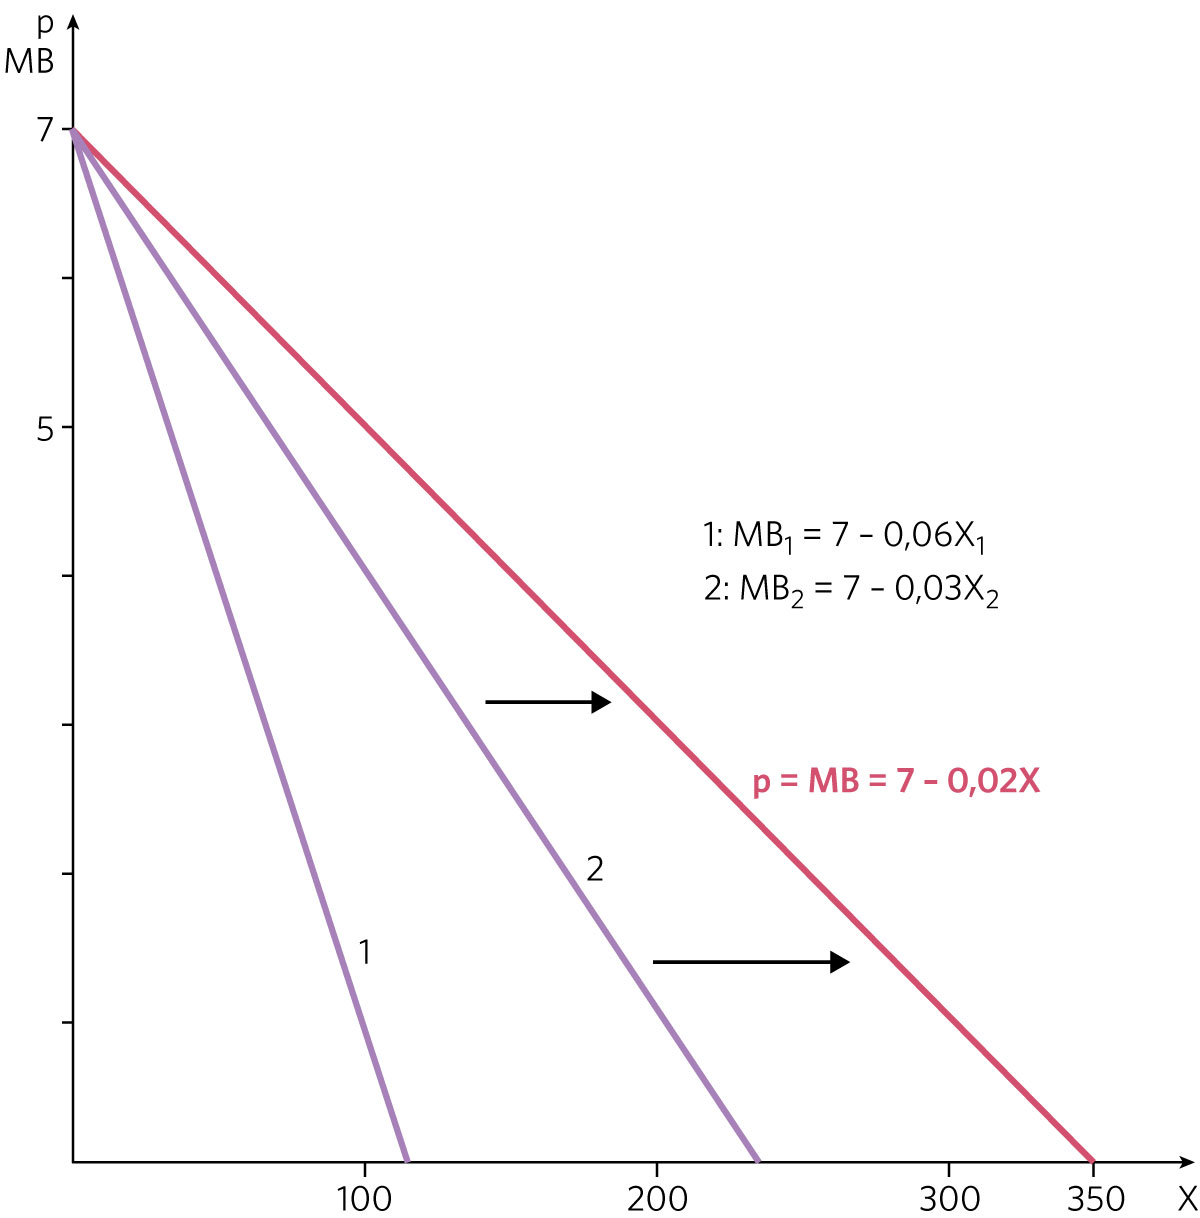 p
MB
7
5
1: MB₁ = 7 – 0,06X₁
2: MB₂ = 7 – 0,03X₂
p = MB = 7 – 0,02X
2
1
100
200
300
350
X